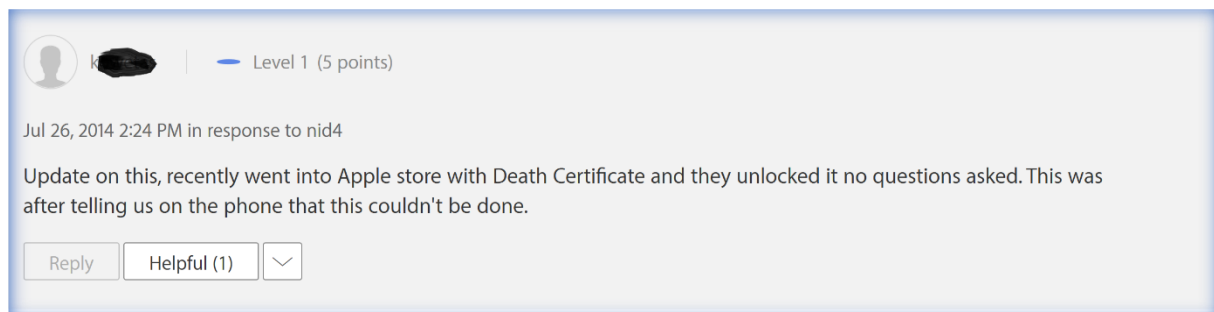 Level 1 (5 points)
Jul 26, 2014 2:24 PM in response to nid4
Update on this, recently went into Apple store with Death Certificate and they unlocked it no questions asked. This was
after telling us on the phone that this couldn't be done.
Reply Helpful (1)